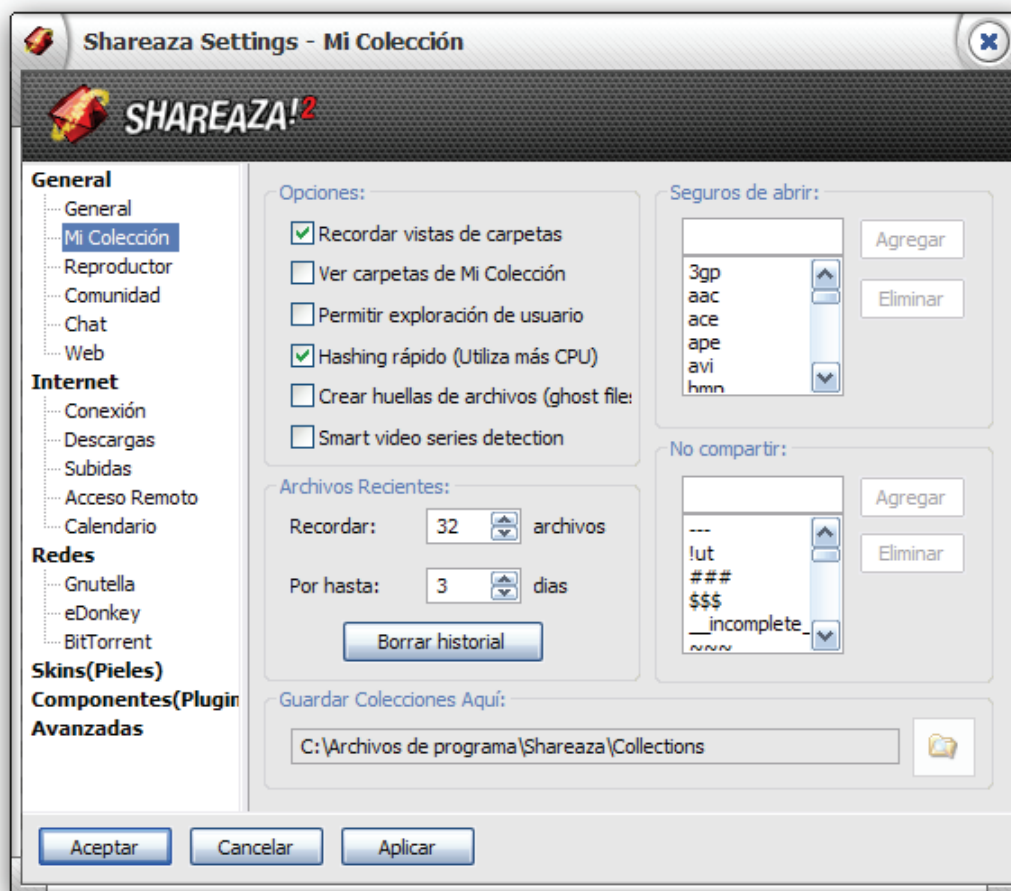 Shareaza Settings - Mi Colección
SHAREAZA!2
General
General
Mi Colección
Reproductor
Comunidad
Chat
Web
Internet
Conexión
Descargas
Subidas
Acceso Remoto
Calendario
Redes
Gnutella
eDonkey
BitTorrent
Skins(Pieles)
Componentes(Plugin
Avanzadas
Opciones:
Recordar vistas de carpetas
Ver carpetas de Mi Colección
Permitir exploración de usuario
Hashing rápido (Utiliza más CPU)
Crear huellas de archivos (ghost files
Smart video series detection
Archivos Recientes:
Recordar: 32 archivos
Por hasta: 3 dias
Borrar historial
Seguros de abrir:
Agregar
Eliminar
3gp
aac
ace
ape
avi
bmp
No compartir:
Agregar
Eliminar
---
!ut
###
$$$
__incomplete_
~~~
Guardar Colecciones Aquí:
C:\Archivos de programa\Shareaza\Collections
Aceptar Cancelar Aplicar